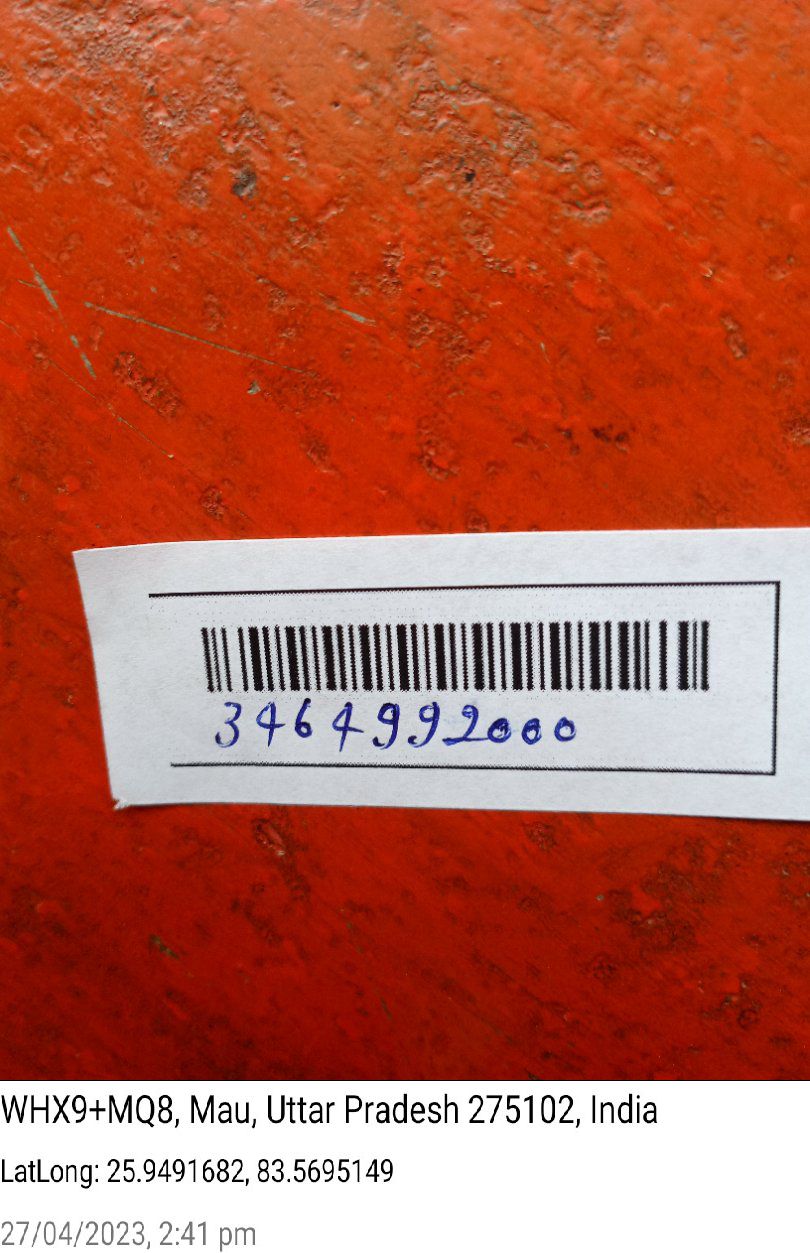 3464992000
WHX9+MQ8, Mau, Uttar Pradesh 275102, India
LatLong: 25.9491682, 83.5695149
27/04/2023, 2:41 pm